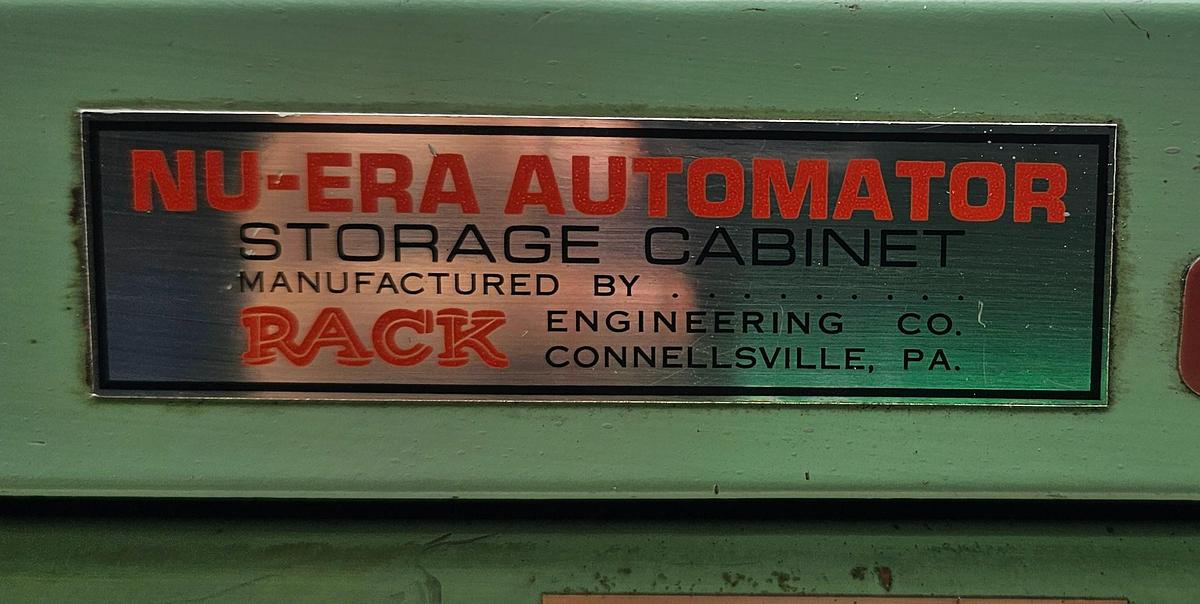 NU-ERA AUTOMATOR
STORAGE CABINET
MANUFACTURED BY . . . . . . . . . .
RACK ENGINEERING CO.
CONNELLSVILLE, PA.